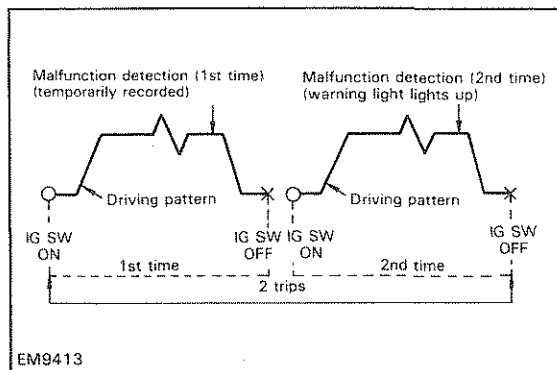 Malfunction detection (1st time)
(temporarily recorded)
Malfunction detection (2nd time)
(warning light lights up)
Driving pattern
Driving pattern
IG SW
ON
IG SW
OFF
IG SW
ON
IG SW
OFF
1st time
2nd time
2 trips
EM9413